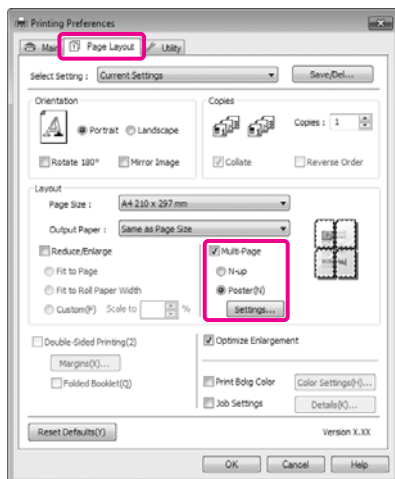 Printing Preferences
Main Page Layout Utility
Select Setting : Current Settings Save/Del...
Orientation Copies
Portrait Landscape Copies : 1
Rotate 180° Mirror Image Collate Reverse Order
Layout
Page Size : A4 210 x 297 mm
Output Paper : Same as Page Size
Reduce/Enlarge Multi-Page
Fit to Page N-up
Fit to Roll Paper Width Poster(N)
Custom(F) Scale to % Settings...
Double-Sided Printing(2) Optimize Enlargement
Margins(X)...
Folded Booklet(Q) Print Bckg Color Color Settings(H)...
Job Settings Details(K)...
Reset Defaults(Y) Version X.XX
OK Cancel Help